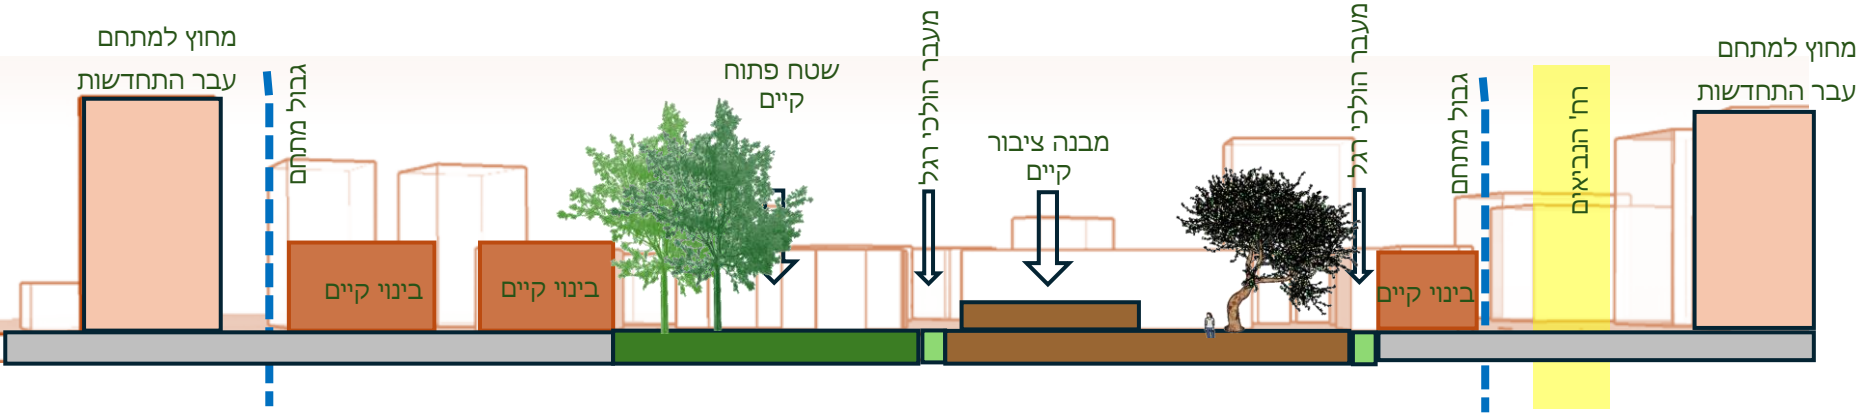 מחוץ למתחם
עבר התחדשות
רח' הנביאים
גבול מתחם
מעבר הולכי רגל
בינוי קיים
מבנה ציבור
קיים
מעבר הולכי רגל
שטח פתוח
קיים
בינוי קיים
בינוי קיים
גבול מתחם
מחוץ למתחם
עבר התחדשות